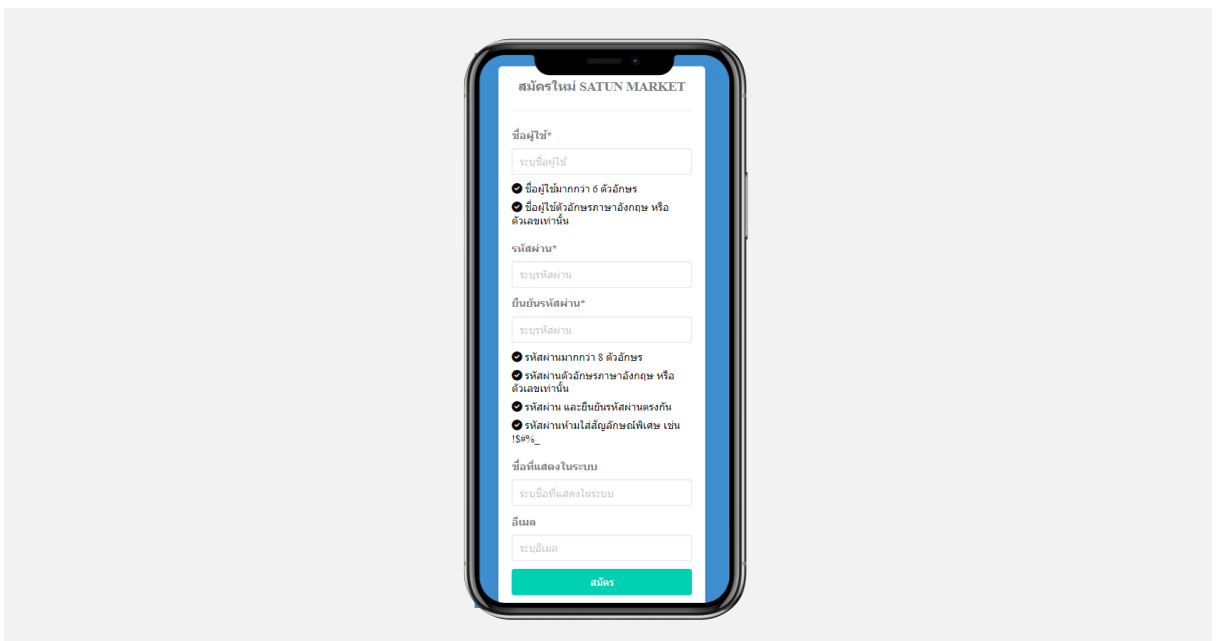 สมัครใหม่ SATUN MARKET
ชื่อผู้ใช้*
ระบุชื่อผู้ใช้
ชื่อผู้ใช้มากกว่า 6 ตัวอักษร
ชื่อผู้ใช้ตัวอักษรภาษาอังกฤษ หรือ
ตัวเลขเท่านั้น
รหัสผ่าน*
ระบุรหัสผ่าน
ยืนยันรหัสผ่าน*
ระบุรหัสผ่าน
รหัสผ่านมากกว่า 8 ตัวอักษร
รหัสผ่านตัวอักษรภาษาอังกฤษ หรือ
ตัวเลขเท่านั้น
รหัสผ่าน และยืนยันรหัสผ่านตรงกัน
รหัสผ่านห้ามใส่สัญลักษณ์พิเศษ เช่น
!$#%_
ชื่อที่แสดงในระบบ
ระบุชื่อที่แสดงในระบบ
อีเมล
ระบุอีเมล
สมัคร